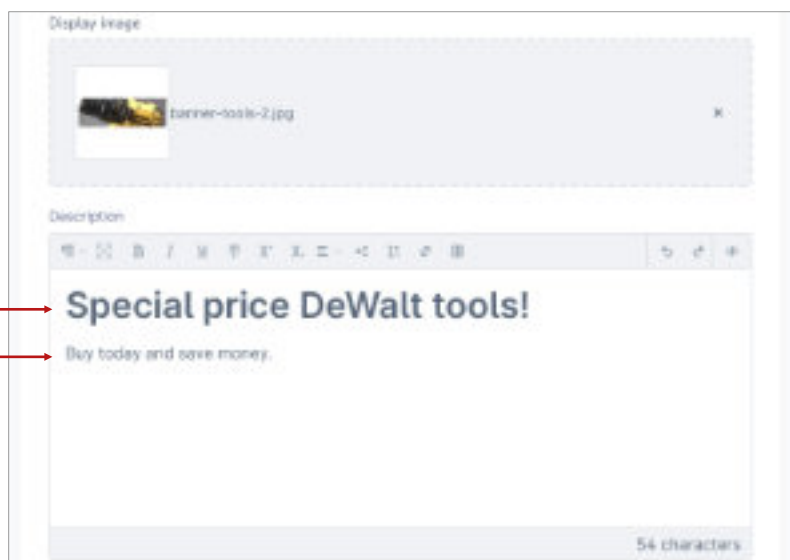 Display image
banner-tools-2.jpg
Description
Special price DeWalt tools!
Buy today and save money.
54 characters